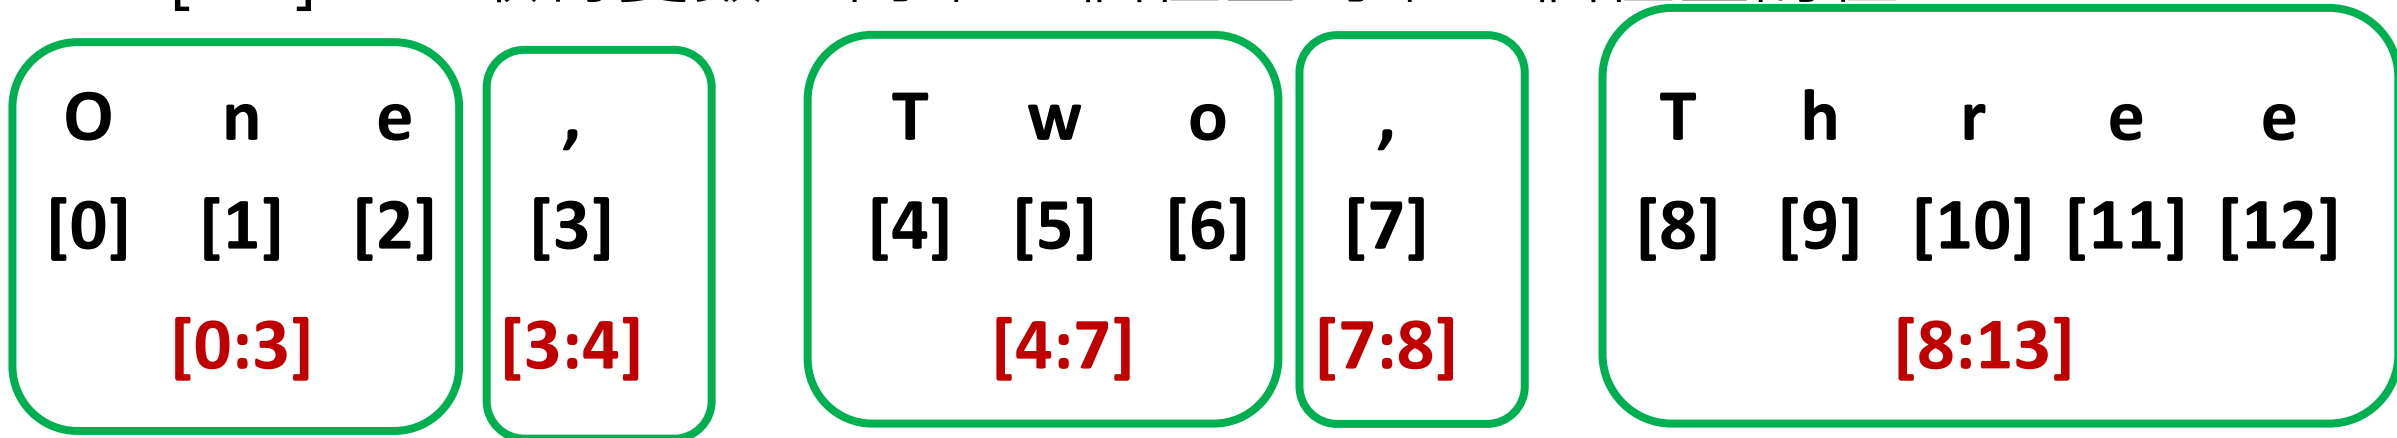 O n e , T w o , T h r e e
[0] [1] [2] [3] [4] [5] [6] [7] [8] [9] [10] [11] [12]
[0:3] [3:4] [4:7] [7:8] [8:13]